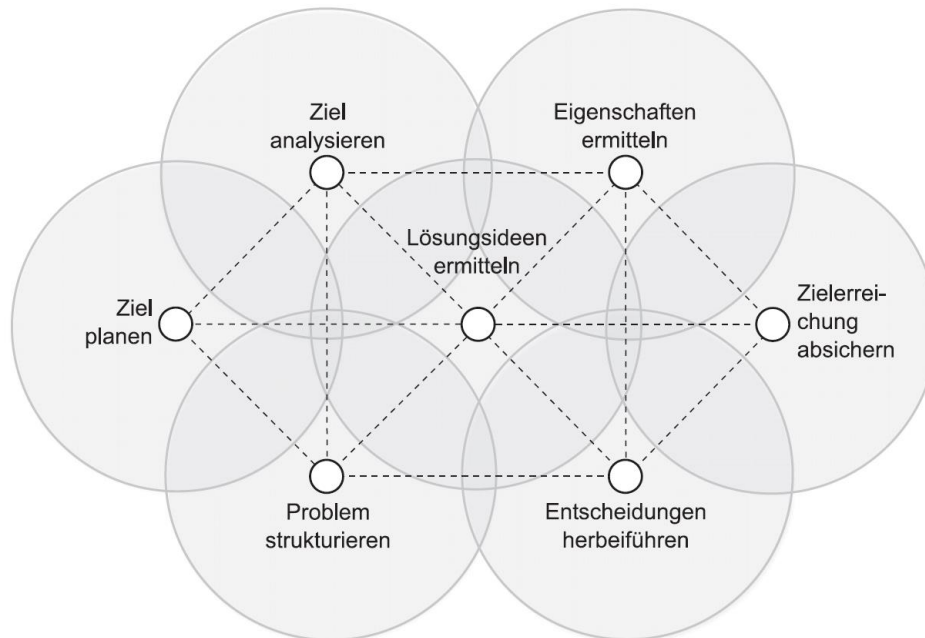 Ziel
analysieren
Eigenschaften
ermitteln
Lösungsideen
ermitteln
Ziel
planen
Zielerrei-
chung
absichern
Problem
strukturieren
Entscheidungen
herbeiführen